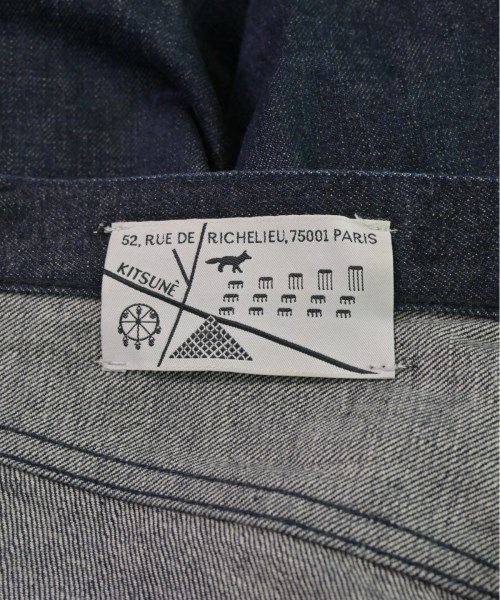 52, RUE DE RICHELIEU, 75001 PARIS
KITSUNÉ